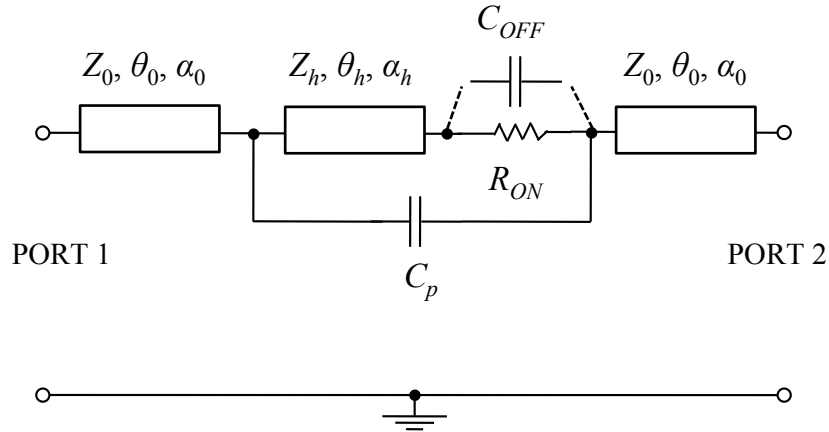 C_OFF
Z_0, θ_0, α_0
Z_h, θ_h, α_h
Z_0, θ_0, α_0
R_ON
PORT 1
PORT 2
C_p